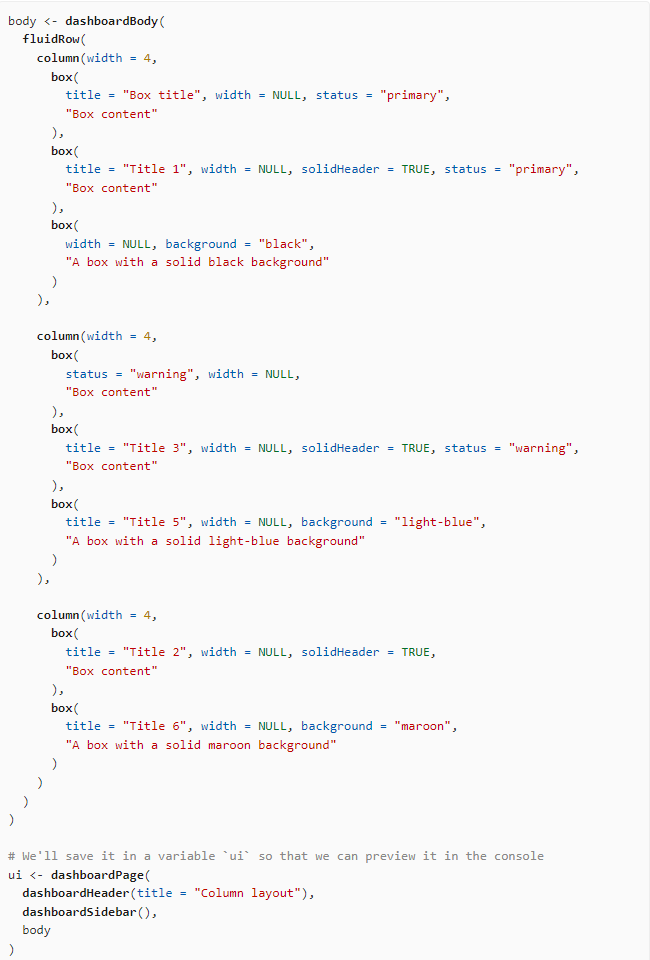 body <- dashboardBody(
  fluidRow(
    column(width = 4,
      box(
        title = "Box title", width = NULL, status = "primary",
        "Box content"
      ),
      box(
        title = "Title 1", width = NULL, solidHeader = TRUE, status = "primary",
        "Box content"
      ),
      box(
        width = NULL, background = "black",
        "A box with a solid black background"
      )
    ),

    column(width = 4,
      box(
        status = "warning", width = NULL,
        "Box content"
      ),
      box(
        title = "Title 3", width = NULL, solidHeader = TRUE, status = "warning",
        "Box content"
      ),
      box(
        title = "Title 5", width = NULL, background = "light-blue",
        "A box with a solid light-blue background"
      )
    ),

    column(width = 4,
      box(
        title = "Title 2", width = NULL, solidHeader = TRUE,
        "Box content"
      ),
      box(
        title = "Title 6", width = NULL, background = "maroon",
        "A box with a solid maroon background"
      )
    )
  )
)

# We'll save it in a variable `ui` so that we can preview it in the console
ui <- dashboardPage(
  dashboardHeader(title = "Column layout"),
  dashboardSidebar(),
  body
)